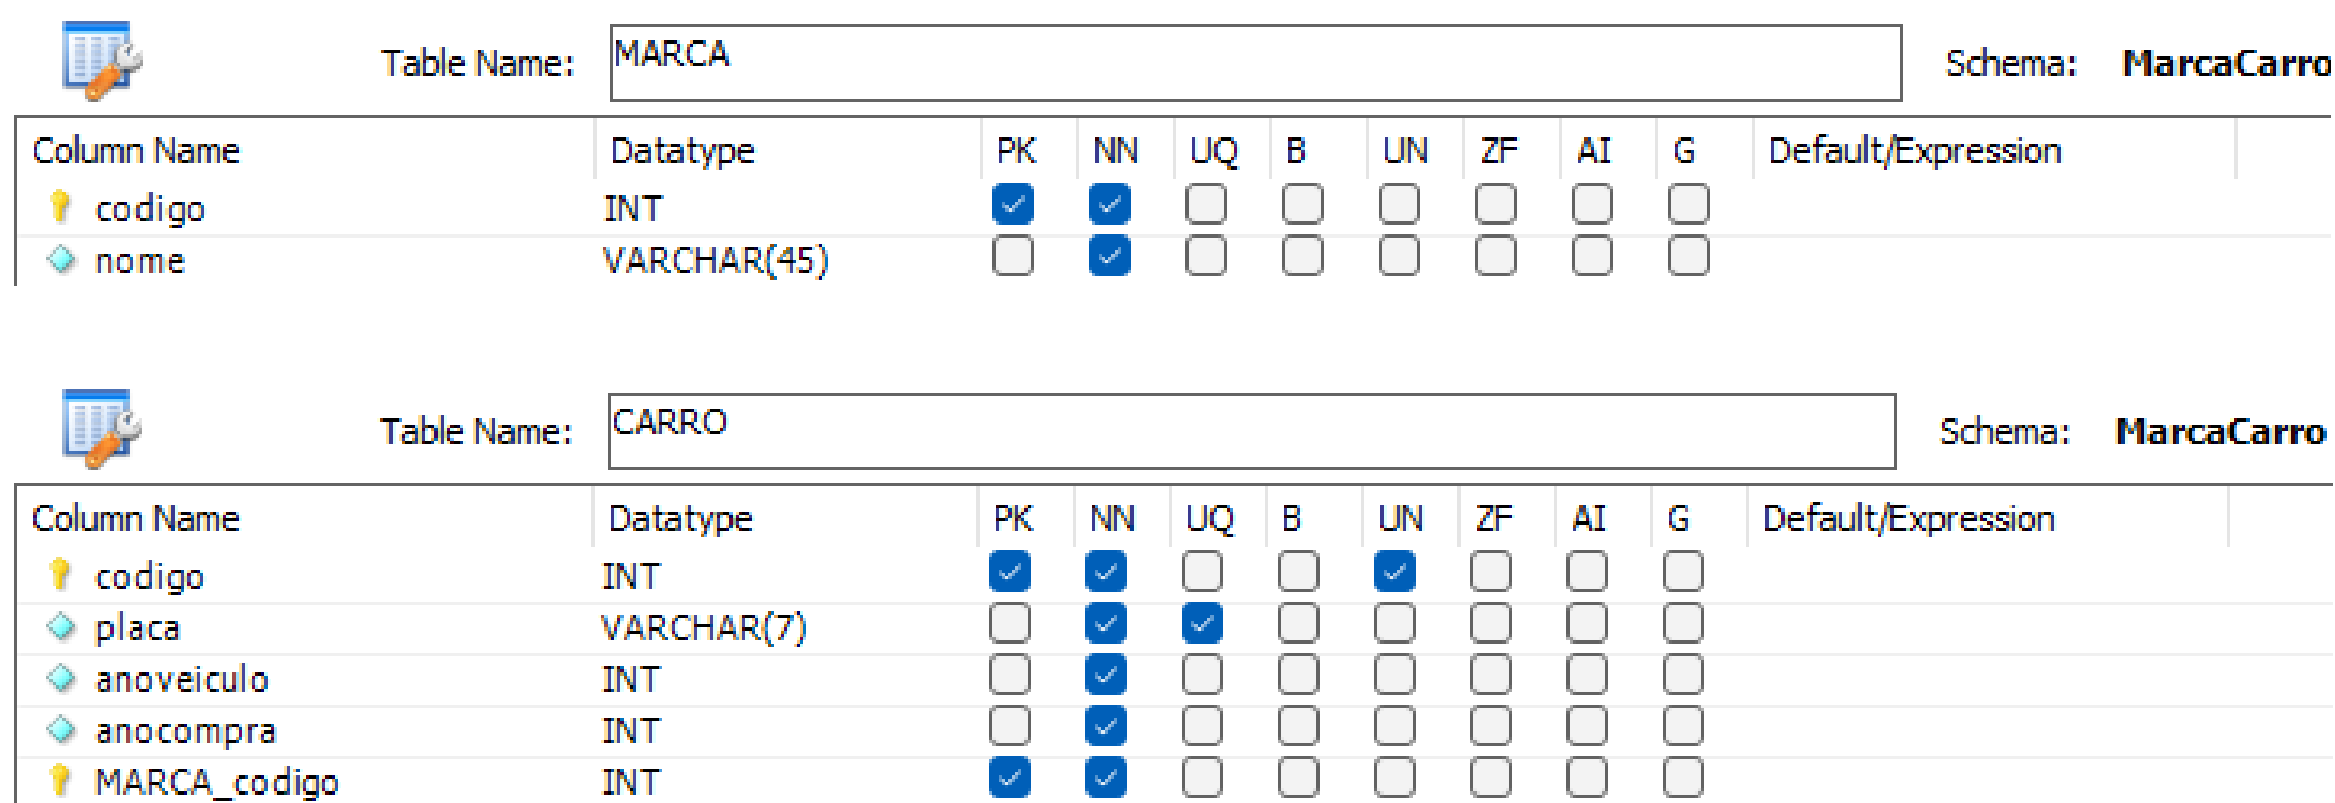 Table Name: MARCA Schema: MarcaCarro
Column Name Datatype PK NN UQ B UN ZF AI G Default/Expression
codigo INT
nome VARCHAR(45)
Table Name: CARRO Schema: MarcaCarro
Column Name Datatype PK NN UQ B UN ZF AI G Default/Expression
codigo INT
placa VARCHAR(7)
anoveiculo INT
anocompra INT
MARCA_codigo INT